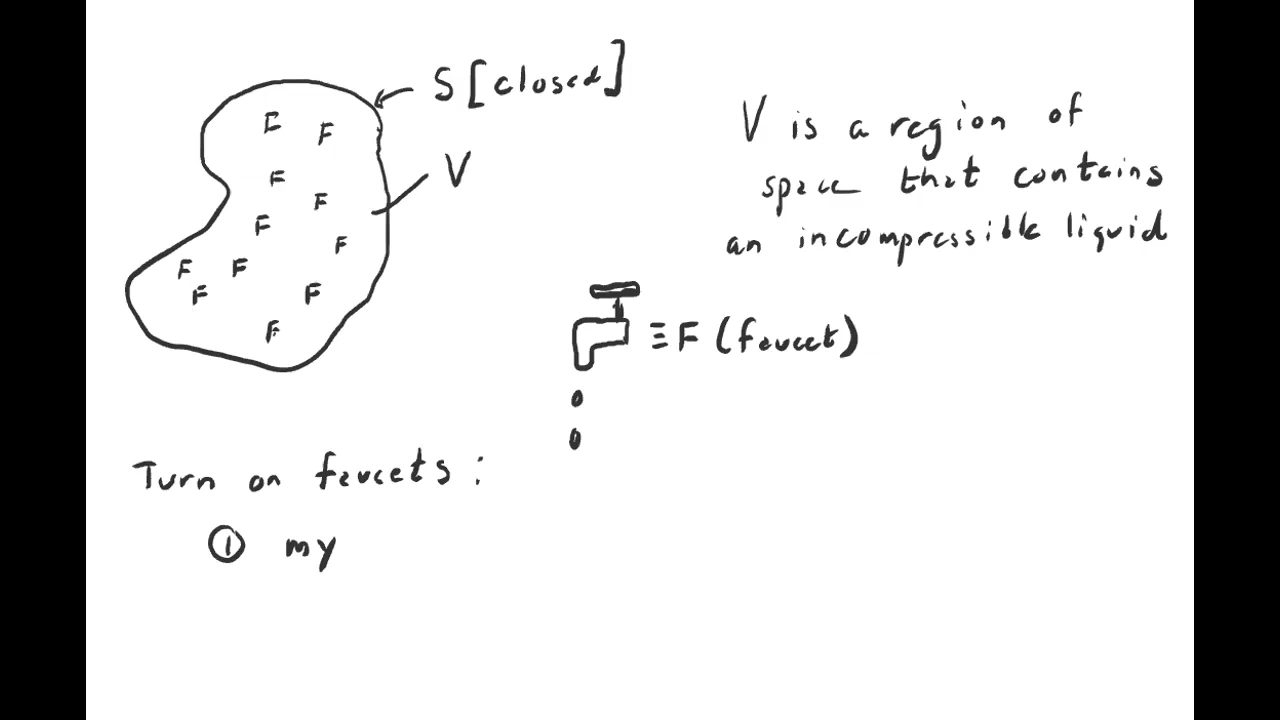 S [closed]
F F
F
F
F
F
F F
F F
F
V
V is a region of
space that contains
an incompressible liquid
≡ F (faucet)
Turn on faucets :
① my